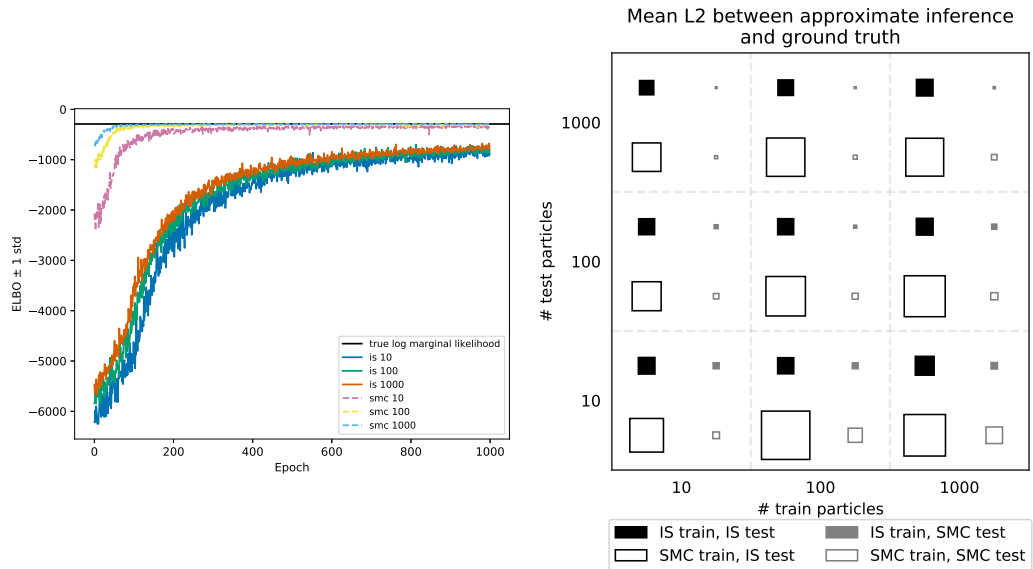 0
−1000
−2000
−3000
−4000
−5000
−6000
ELBO ± 1 std
0
200
400
600
800
1000
Epoch
true log marginal likelihood
is 10
is 100
is 1000
smc 10
smc 100
smc 1000
Mean L2 between approximate inference
and ground truth
1000
100
10
# test particles
10
100
1000
# train particles
IS train, IS test
SMC train, IS test
IS train, SMC test
SMC train, SMC test